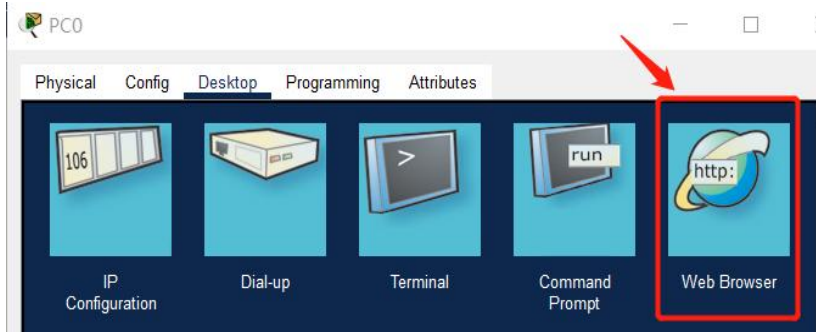 PC0
Physical Config Desktop Programming Attributes
106
>
run
http:
IP
Configuration
Dial-up
Terminal
Command
Prompt
Web Browser